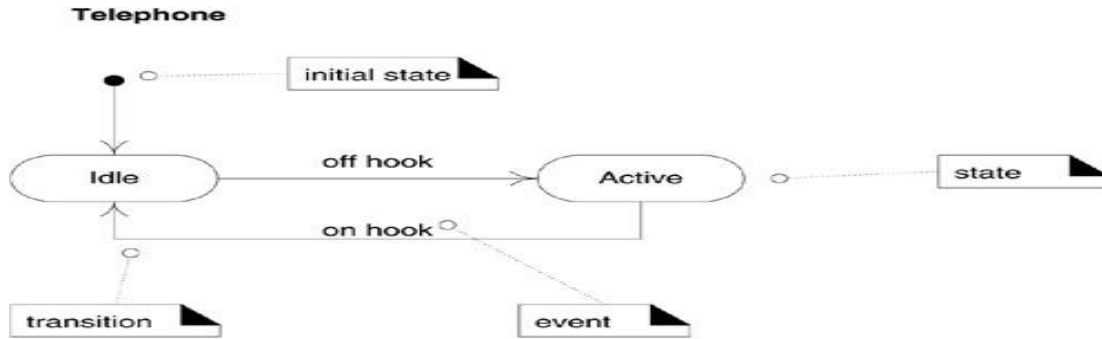 Telephone
initial state
off hook
Idle
Active
state
on hook
transition
event